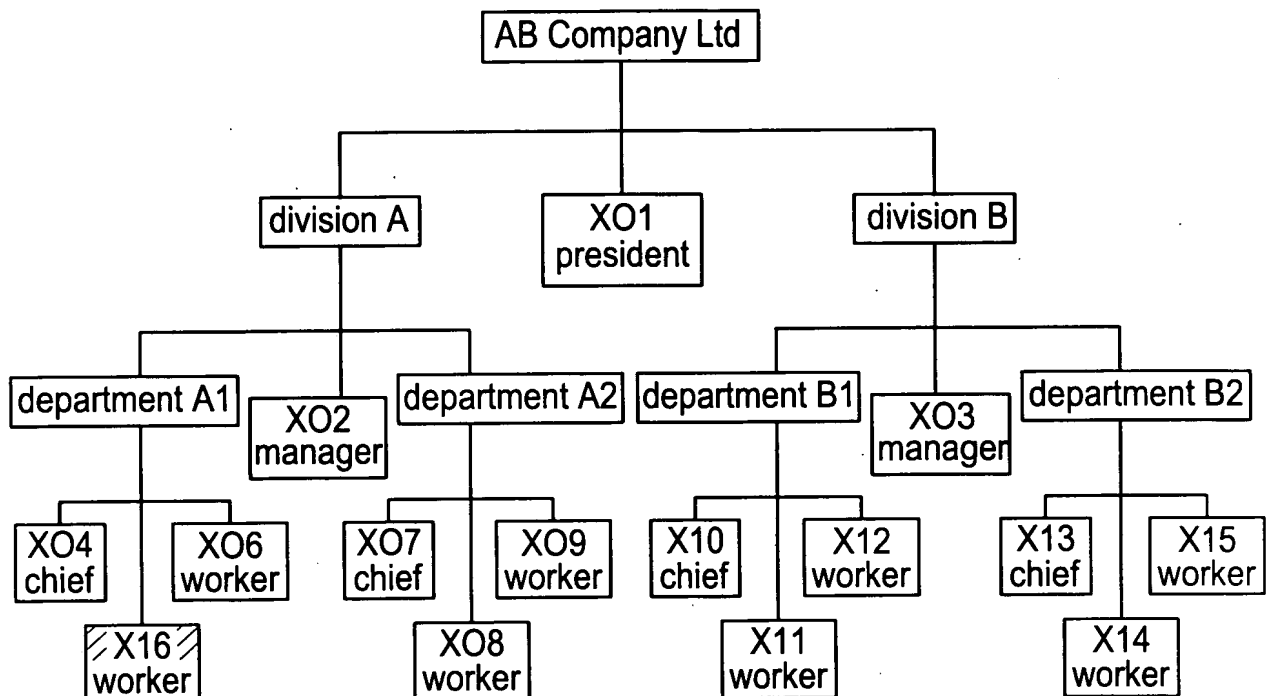 AB Company Ltd
division A
XO1
president
division B
department A1
XO2
manager
department A2
department B1
XO3
manager
department B2
XO4
chief
XO6
worker
XO7
chief
XO9
worker
X10
chief
X12
worker
X13
chief
X15
worker
X16
worker
XO8
worker
X11
worker
X14
worker